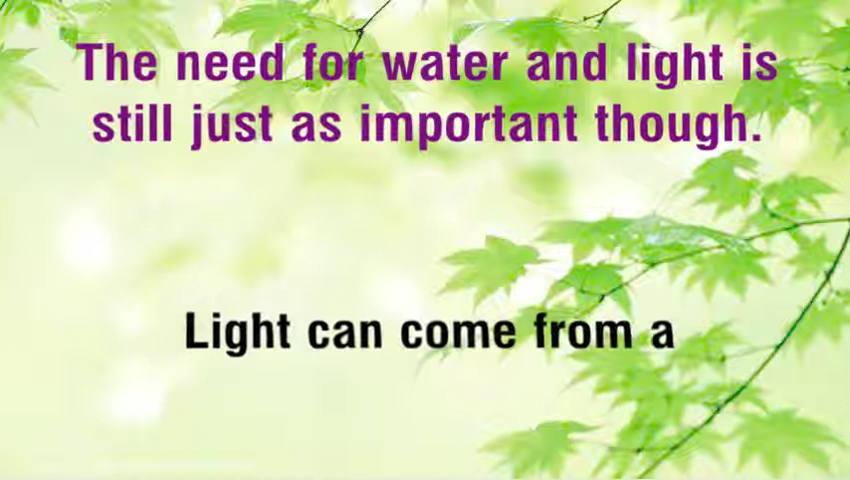 The need for water and light is
still just as important though.
Light can come from a